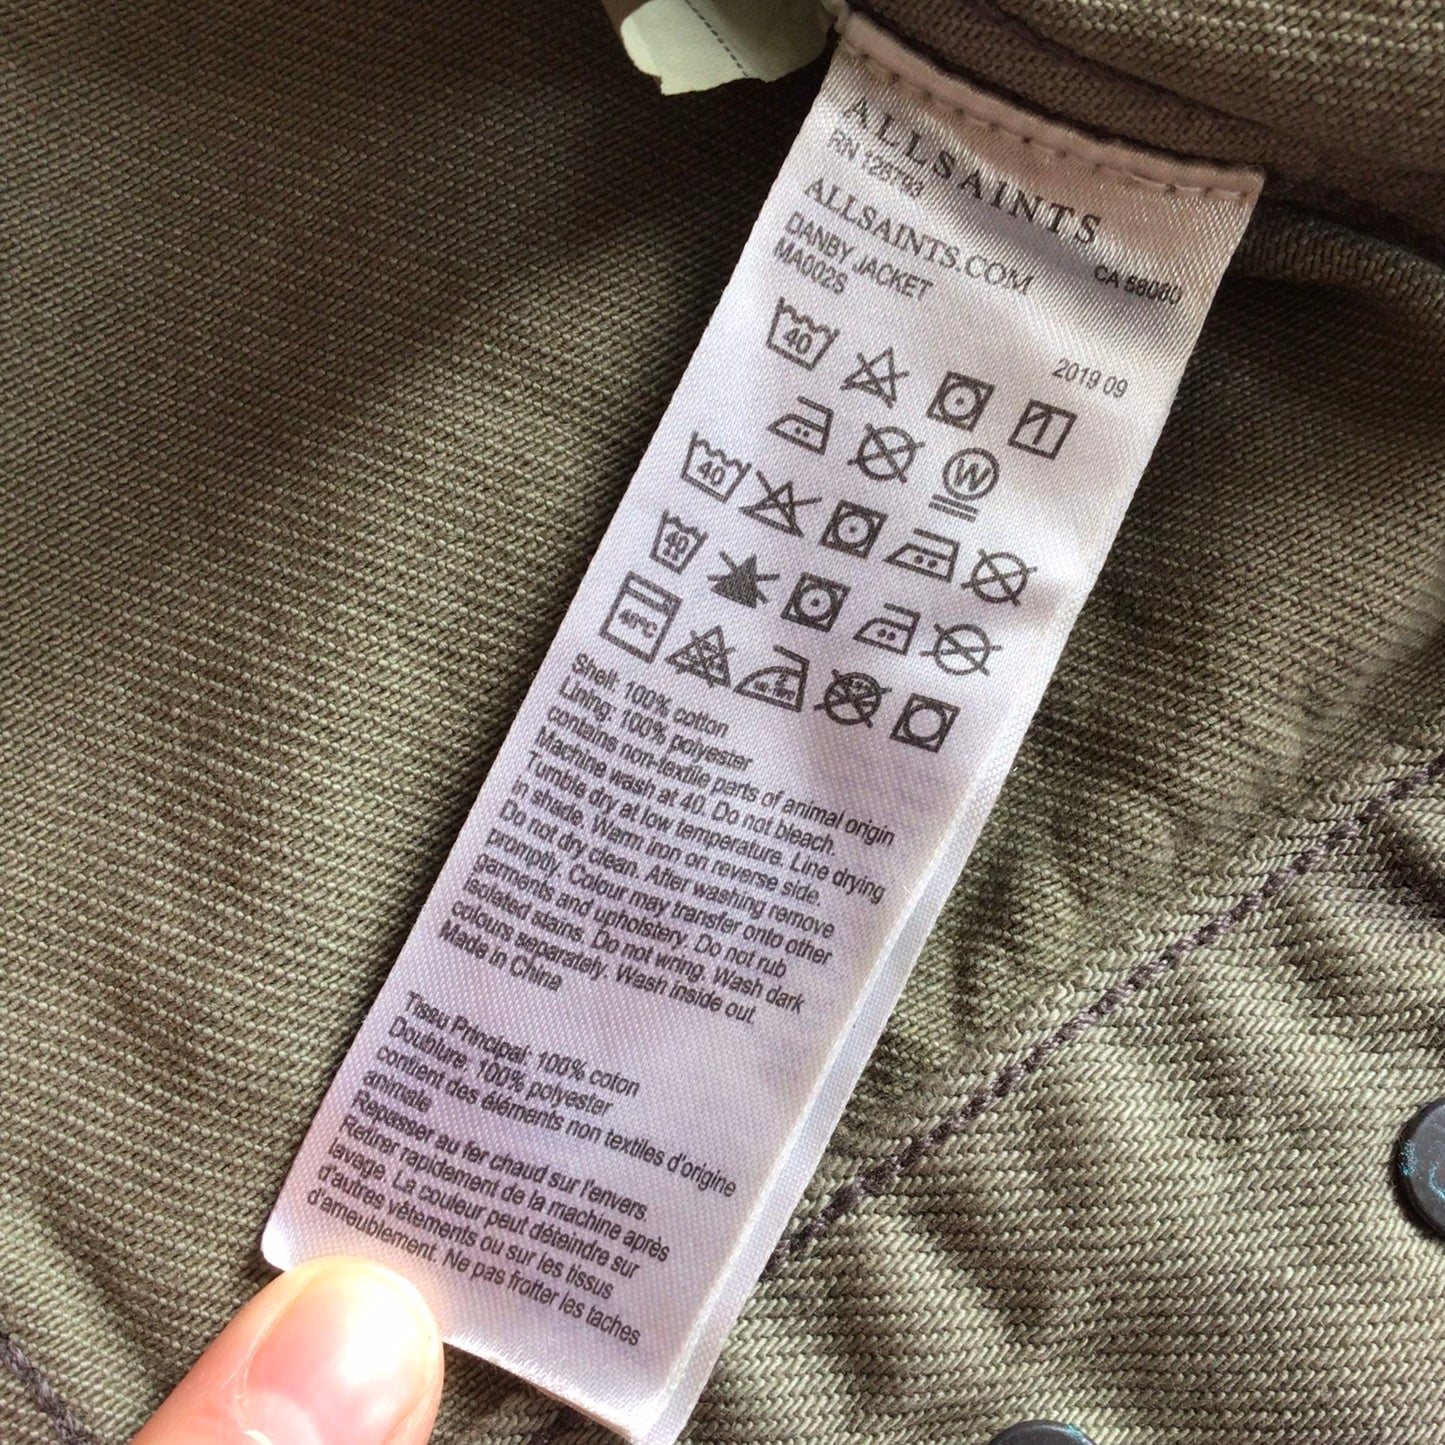 ALLSAINTS
RN 125793 CA 58060
ALLSAINTS.COM
DANBY JACKET
MA002S 2019 09
40
W
40
40
40°C
Shell: 100% cotton
Lining: 100% polyester
contains non-textile parts of animal origin
Machine wash at 40. Do not bleach.
Tumble dry at low temperature. Line drying
in shade. Warm iron on reverse side.
Do not dry clean. After washing remove
promptly. Colour may transfer onto other
garments and upholstery. Do not rub
isolated stains. Do not wring. Wash dark
colours separately. Wash inside out.
Made in China
Tissu Principal: 100% coton
Doublure: 100% polyester
contient des éléments non textiles d'origine
animale
Repasser au fer chaud sur l'envers.
Retirer rapidement de la machine après
lavage. La couleur peut déteindre sur
d'autres vêtements ou sur les tissus
d'ameublement. Ne pas frotter les taches